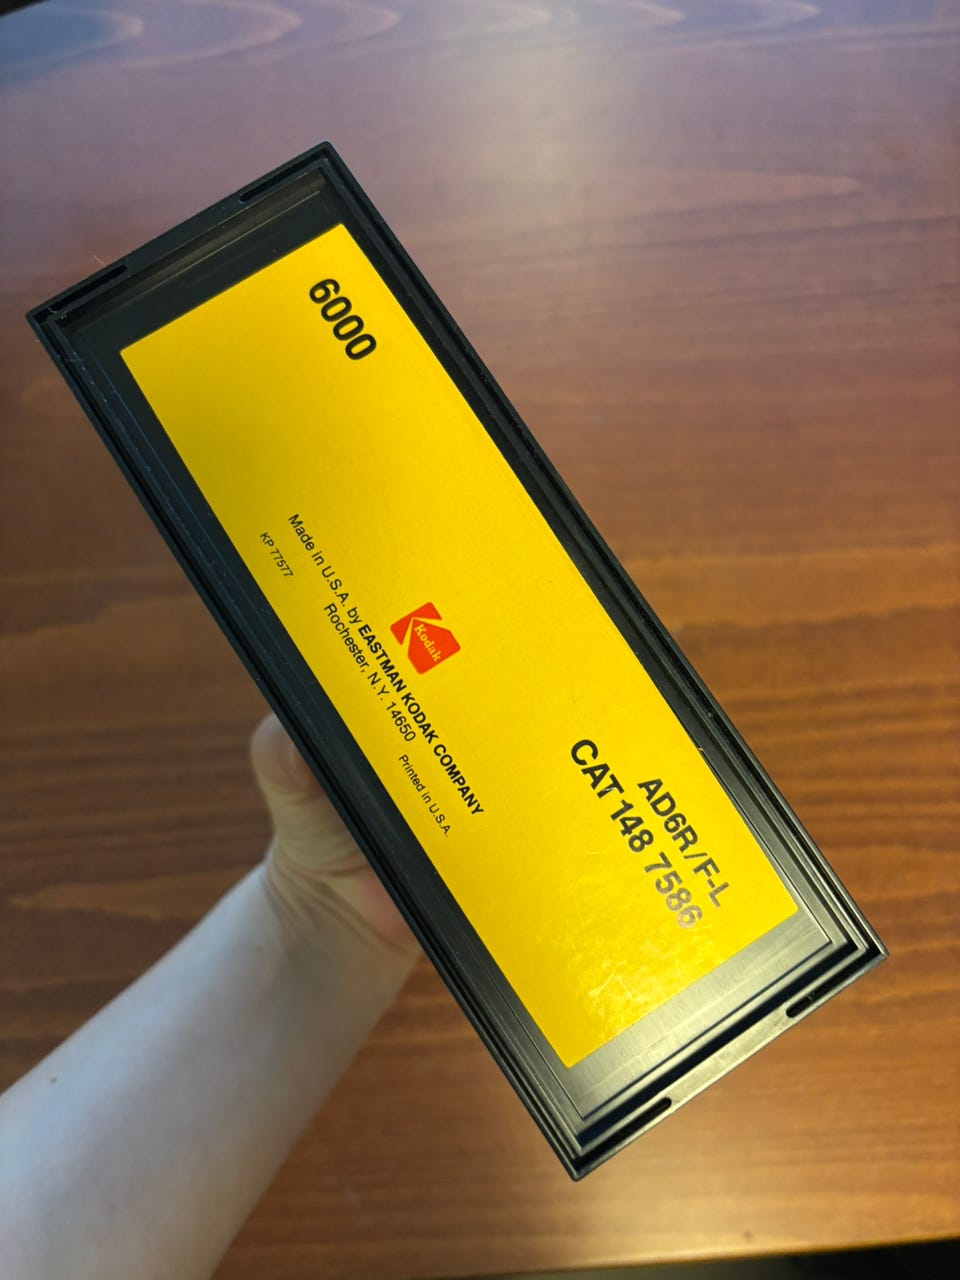 6000
AD6R/F-L
CAT 148 7586
Kodak
Made in U.S.A. by EASTMAN KODAK COMPANY
Rochester, N.Y. 14650
Printed in U.S.A.
KP 77577